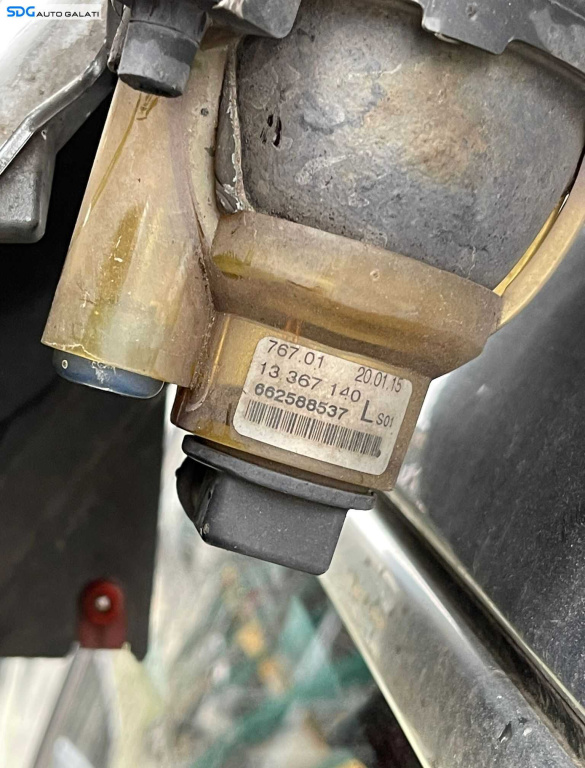 SDG AUTO GALATI
767.01 20.01.15
13 367 140
662588537 L S01